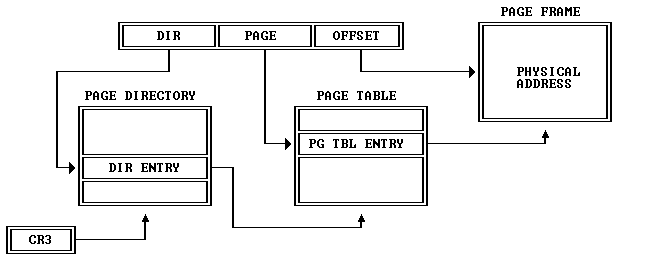 PAGE FRAME
DIR PAGE OFFSET
PHYSICAL
ADDRESS
PAGE DIRECTORY PAGE TABLE
PG TBL ENTRY
DIR ENTRY
CR3